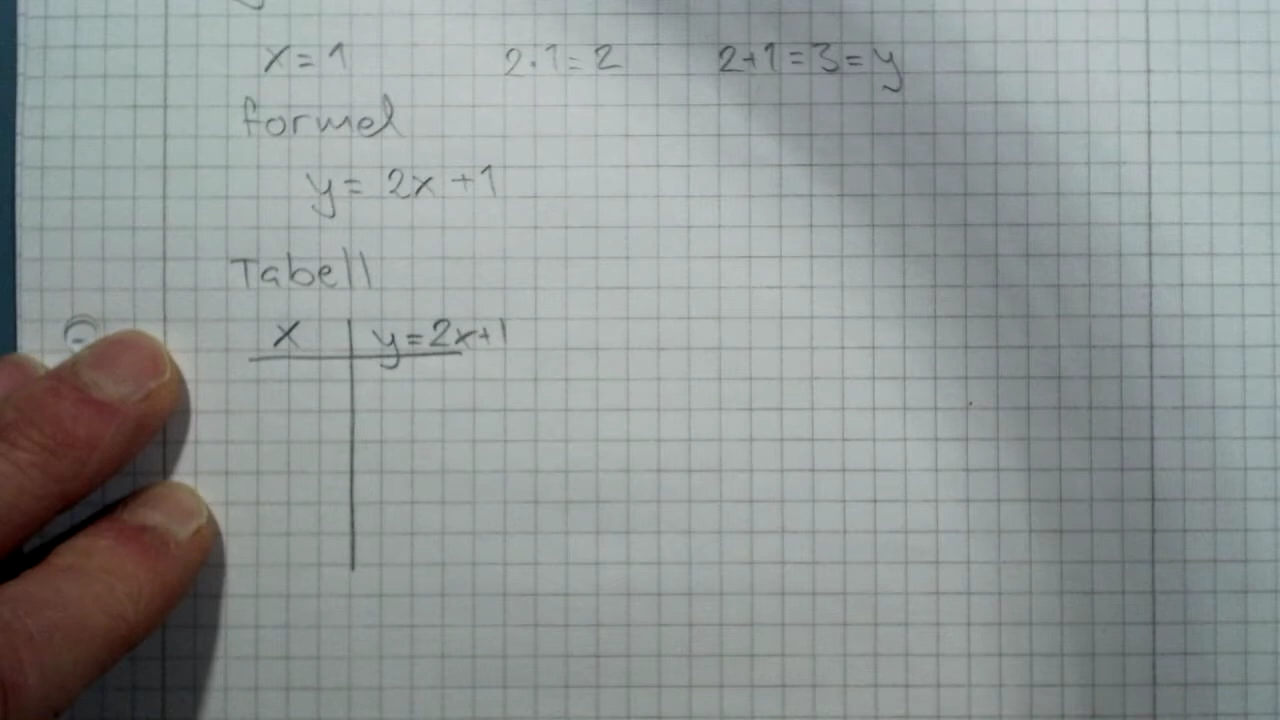 x = 1 2·1 = 2 2+1 = 3 = y
formel
y = 2x + 1
Tabell
x y = 2x+1